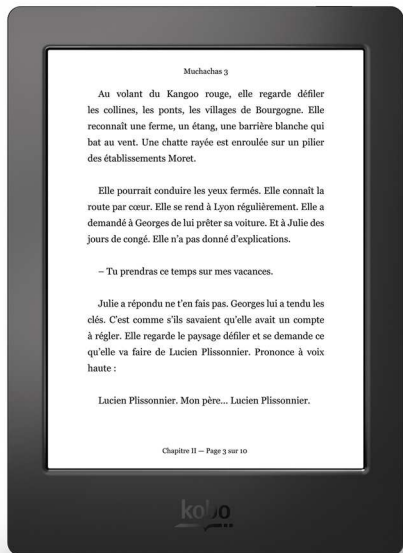 Muchachas 3
Au volant du Kangoo rouge, elle regarde défiler
les collines, les ponts, les villages de Bourgogne. Elle
reconnaît une ferme, un étang, une barrière blanche qui
bat au vent. Une chatte rayée est enroulée sur un pilier
des établissements Moret.
Elle pourrait conduire les yeux fermés. Elle connaît la
route par cœur. Elle se rend à Lyon régulièrement. Elle a
demandé à Georges de lui prêter sa voiture. Et à Julie des
jours de congé. Elle n'a pas donné d'explications.
– Tu prendras ce temps sur mes vacances.
Julie a répondu ne t'en fais pas. Georges lui a tendu les
clés. C'est comme s'ils savaient qu'elle avait un compte
à régler. Elle regarde le paysage défiler et se demande ce
qu'elle va faire de Lucien Plissonnier. Prononce à voix
haute :
Lucien Plissonnier. Mon père... Lucien Plissonnier.
Chapitre II — Page 3 sur 10
kobo